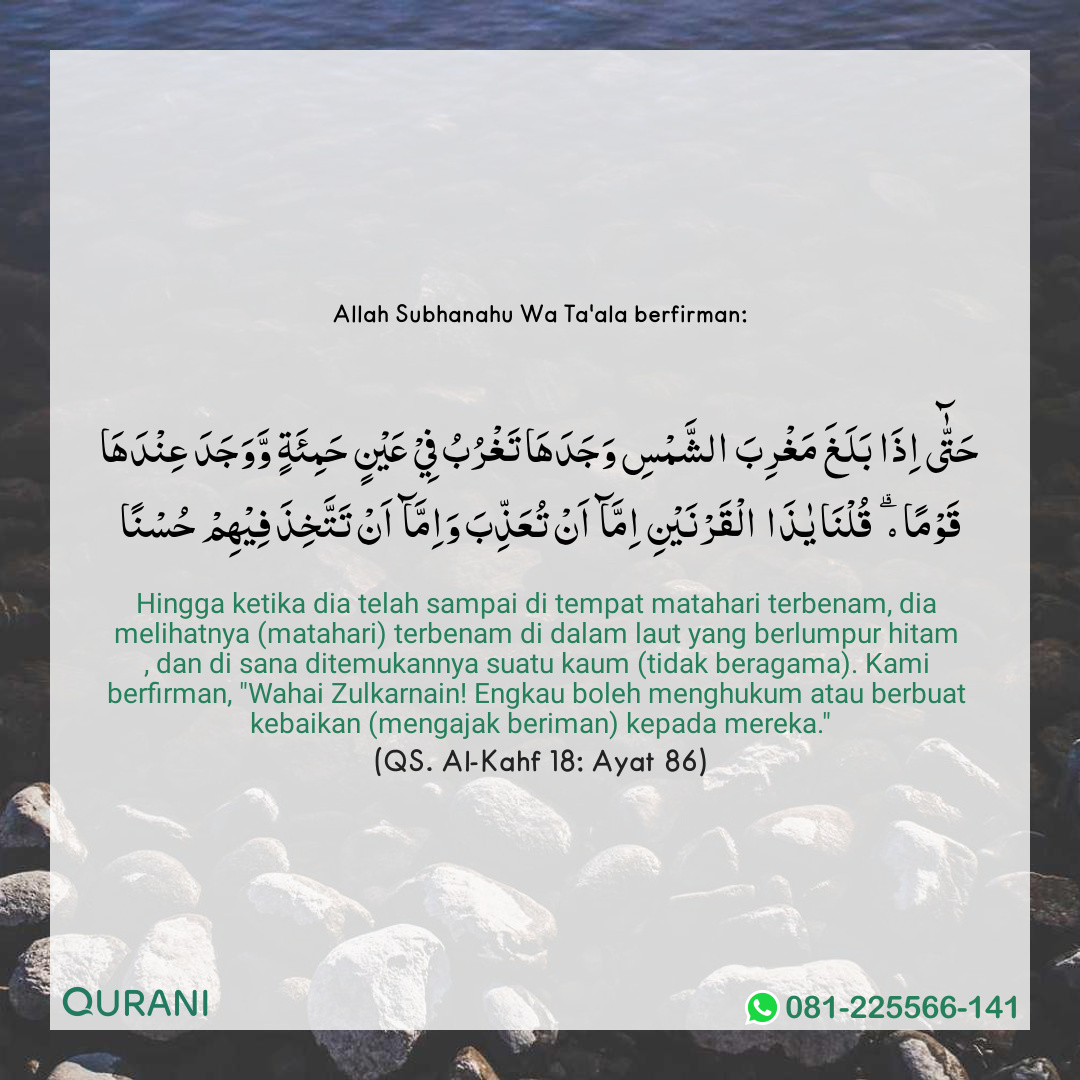 Allah Subhanahu Wa Ta'ala berfirman:
حَتّٰۤى اِذَا بَلَغَ مَغْرِبَ الشَّمْسِ وَجَدَهَا تَغْرُبُ فِيْ عَيْنٍ حَمِئَةٍ وَّوَجَدَ عِنْدَهَا
قَوْمًا ۗ قُلْنَا يٰذَا الْقَرْنَيْنِ اِمَّاۤ اَنْ تُعَذِّبَ وَاِمَّاۤ اَنْ تَتَّخِذَ فِيْهِمْ حُسْنًا
Hingga ketika dia telah sampai di tempat matahari terbenam, dia
melihatnya (matahari) terbenam di dalam laut yang berlumpur hitam
, dan di sana ditemukannya suatu kaum (tidak beragama). Kami
berfirman, "Wahai Zulkarnain! Engkau boleh menghukum atau berbuat
kebaikan (mengajak beriman) kepada mereka."
(QS. Al-Kahf 18: Ayat 86)
QURANI
081-225566-141